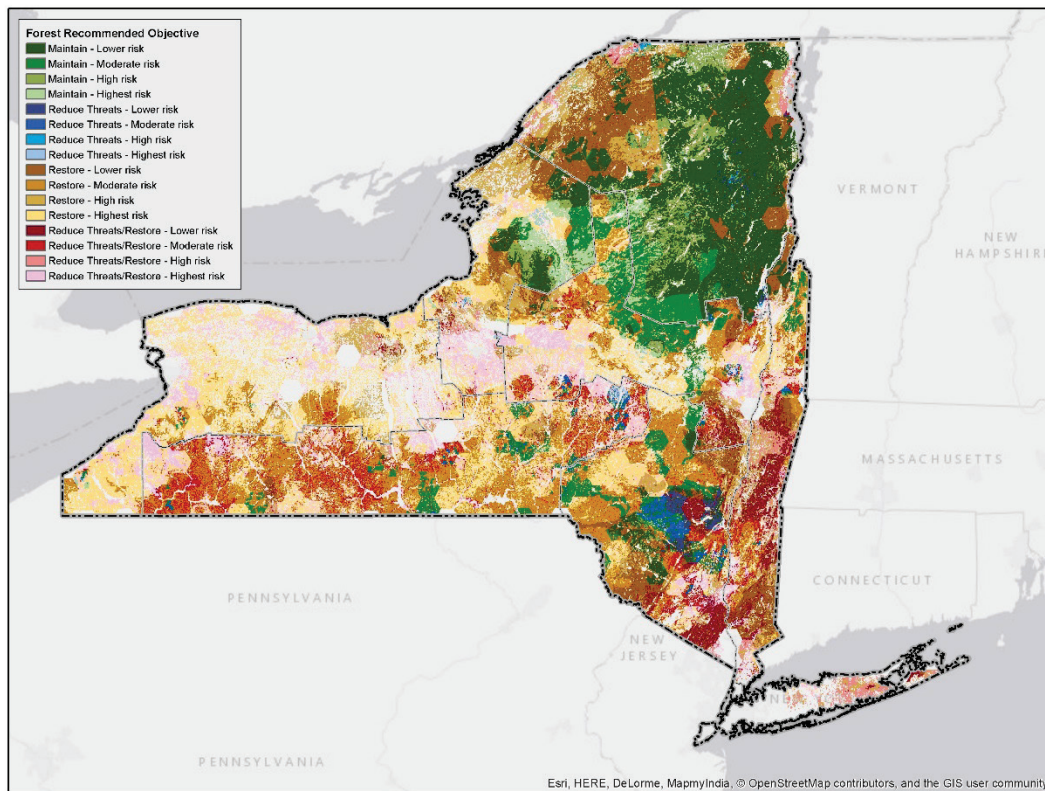 Forest Recommended Objective
Maintain - Lower risk
Maintain - Moderate risk
Maintain - High risk
Maintain - Highest risk
Reduce Threats - Lower risk
Reduce Threats - Moderate risk
Reduce Threats - High risk
Reduce Threats - Highest risk
Restore - Lower risk
Restore - Moderate risk
Restore - High risk
Restore - Highest risk
Reduce Threats/Restore - Lower risk
Reduce Threats/Restore - Moderate risk
Reduce Threats/Restore - High risk
Reduce Threats/Restore - Highest risk
VERMONT
NEW
HAMPSHIRE
MASSACHUSETTS
CONNECTICUT
PENNSYLVANIA
NEW
JERSEY
PENNSYLVANIA
Esri, HERE, DeLorme, MapmyIndia, © OpenStreetMap contributors, and the GIS user community